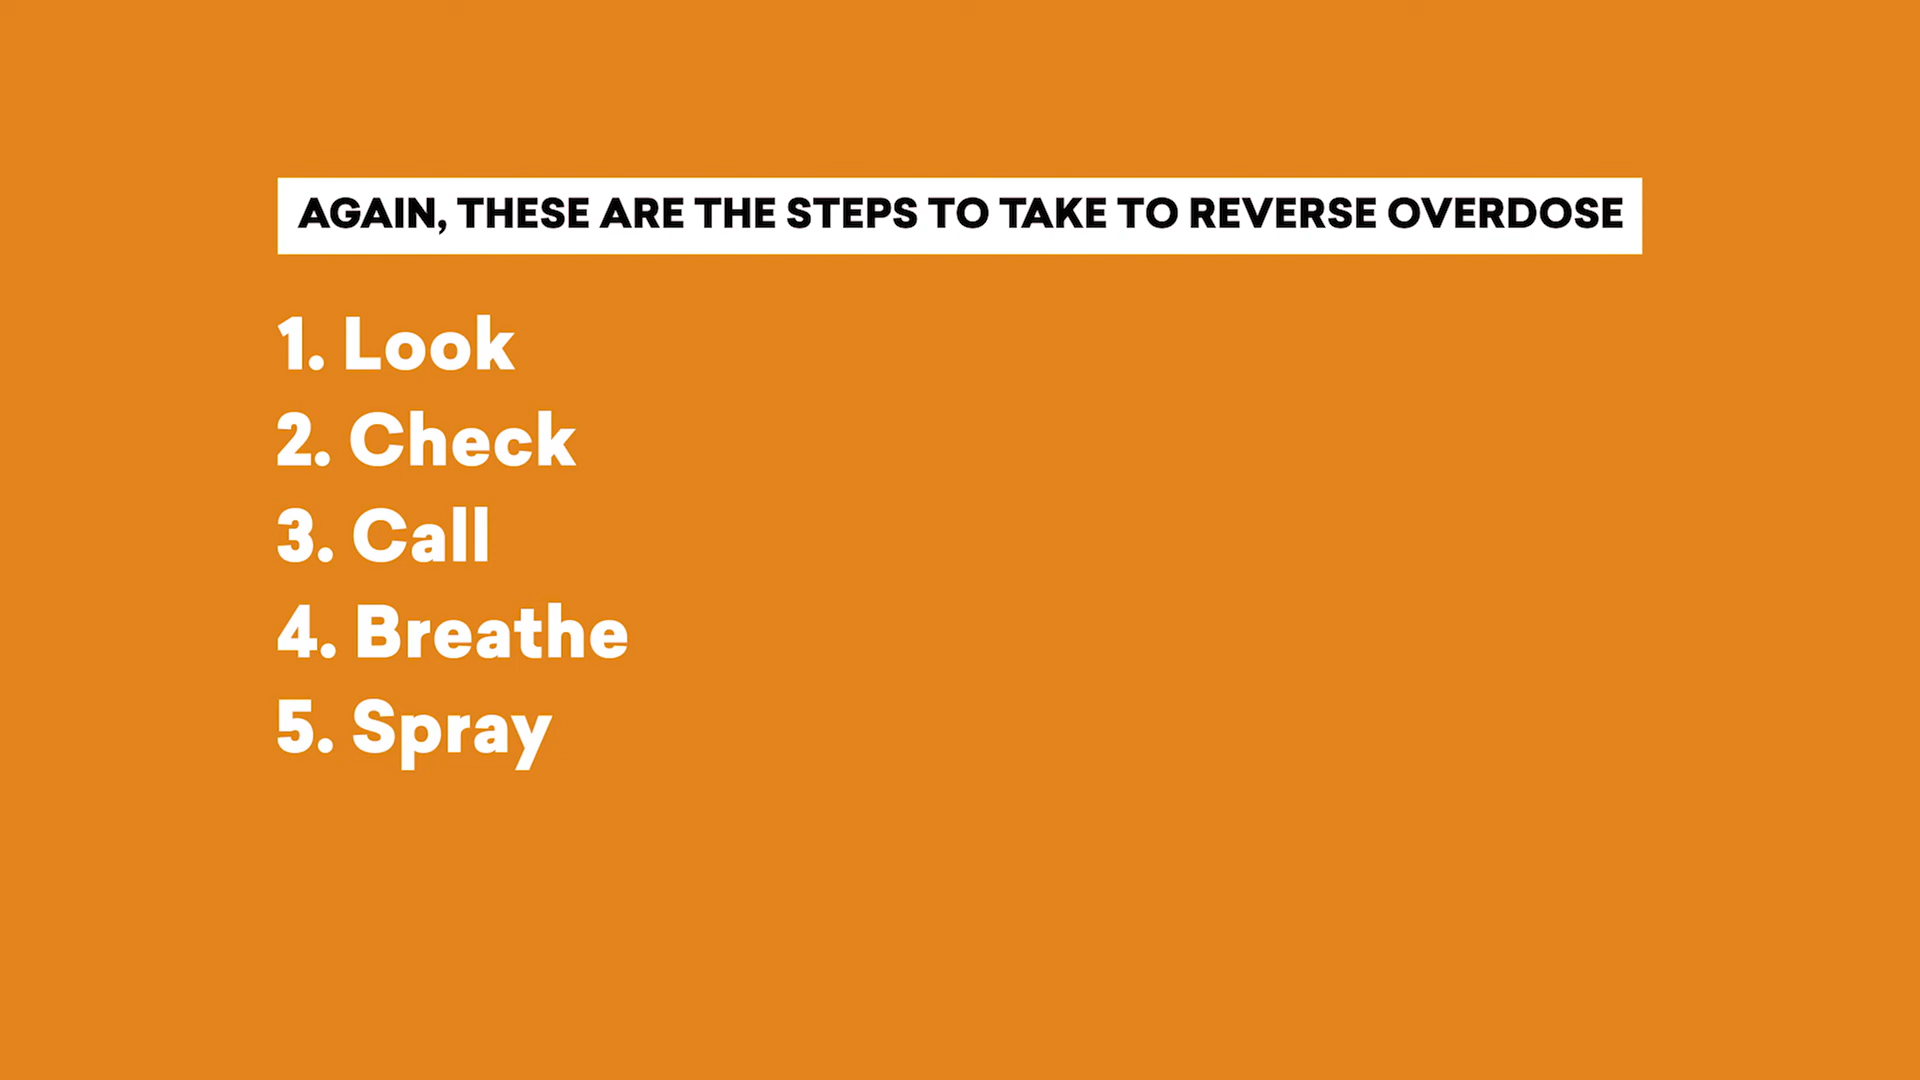 AGAIN, THESE ARE THE STEPS TO TAKE TO REVERSE OVERDOSE
1. Look
2. Check
3. Call
4. Breathe
5. Spray